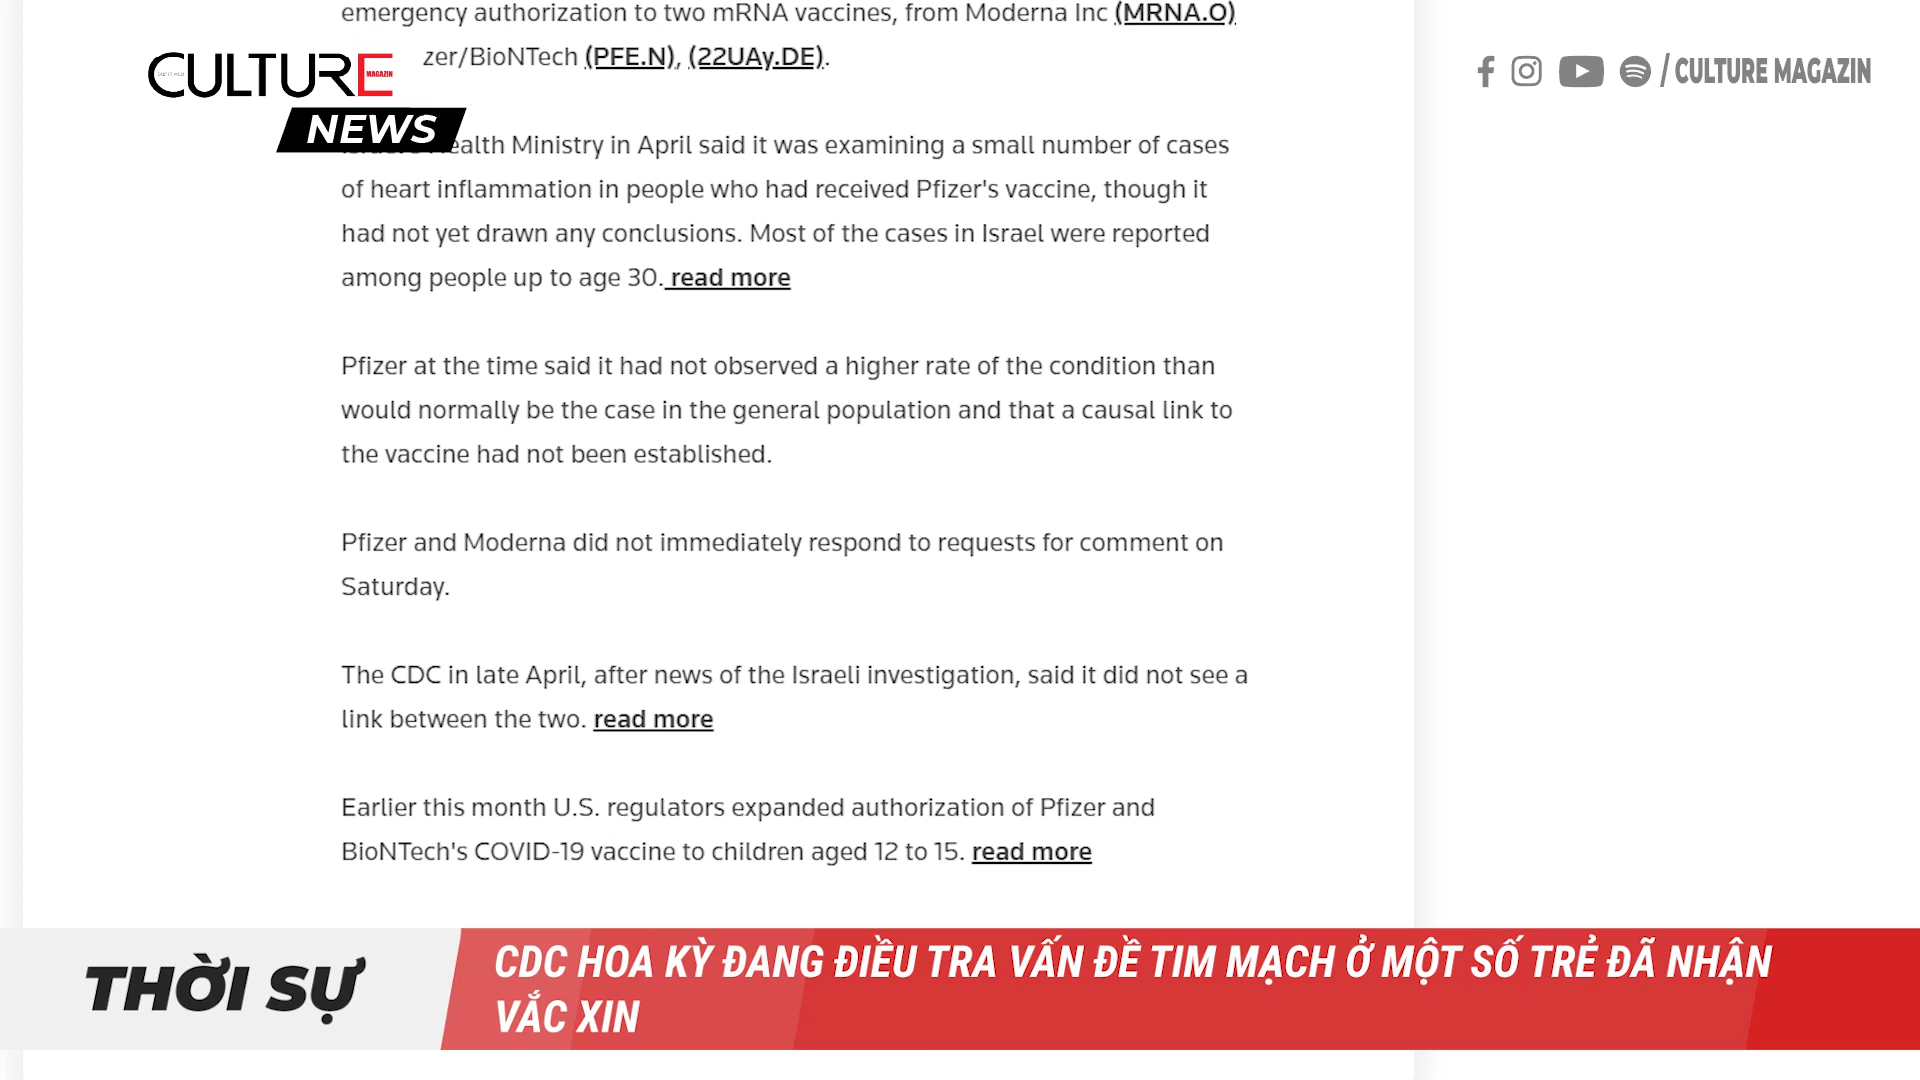 emergency authorization to two mRNA vaccines, from Moderna Inc (MRNA.O)
zer/BioNTech (PFE.N), (22UAy.DE).
CULTURE
MAGAZIN
NEWS
/ CULTURE MAGAZIN
ealth Ministry in April said it was examining a small number of cases
of heart inflammation in people who had received Pfizer's vaccine, though it
had not yet drawn any conclusions. Most of the cases in Israel were reported
among people up to age 30. read more
Pfizer at the time said it had not observed a higher rate of the condition than
would normally be the case in the general population and that a causal link to
the vaccine had not been established.
Pfizer and Moderna did not immediately respond to requests for comment on
Saturday.
The CDC in late April, after news of the Israeli investigation, said it did not see a
link between the two. read more
Earlier this month U.S. regulators expanded authorization of Pfizer and
BioNTech's COVID-19 vaccine to children aged 12 to 15. read more
THỜI SỰ
CDC HOA KỲ ĐANG ĐIỀU TRA VẤN ĐỀ TIM MẠCH Ở MỘT SỐ TRẺ ĐÃ NHẬN
VẮC XIN